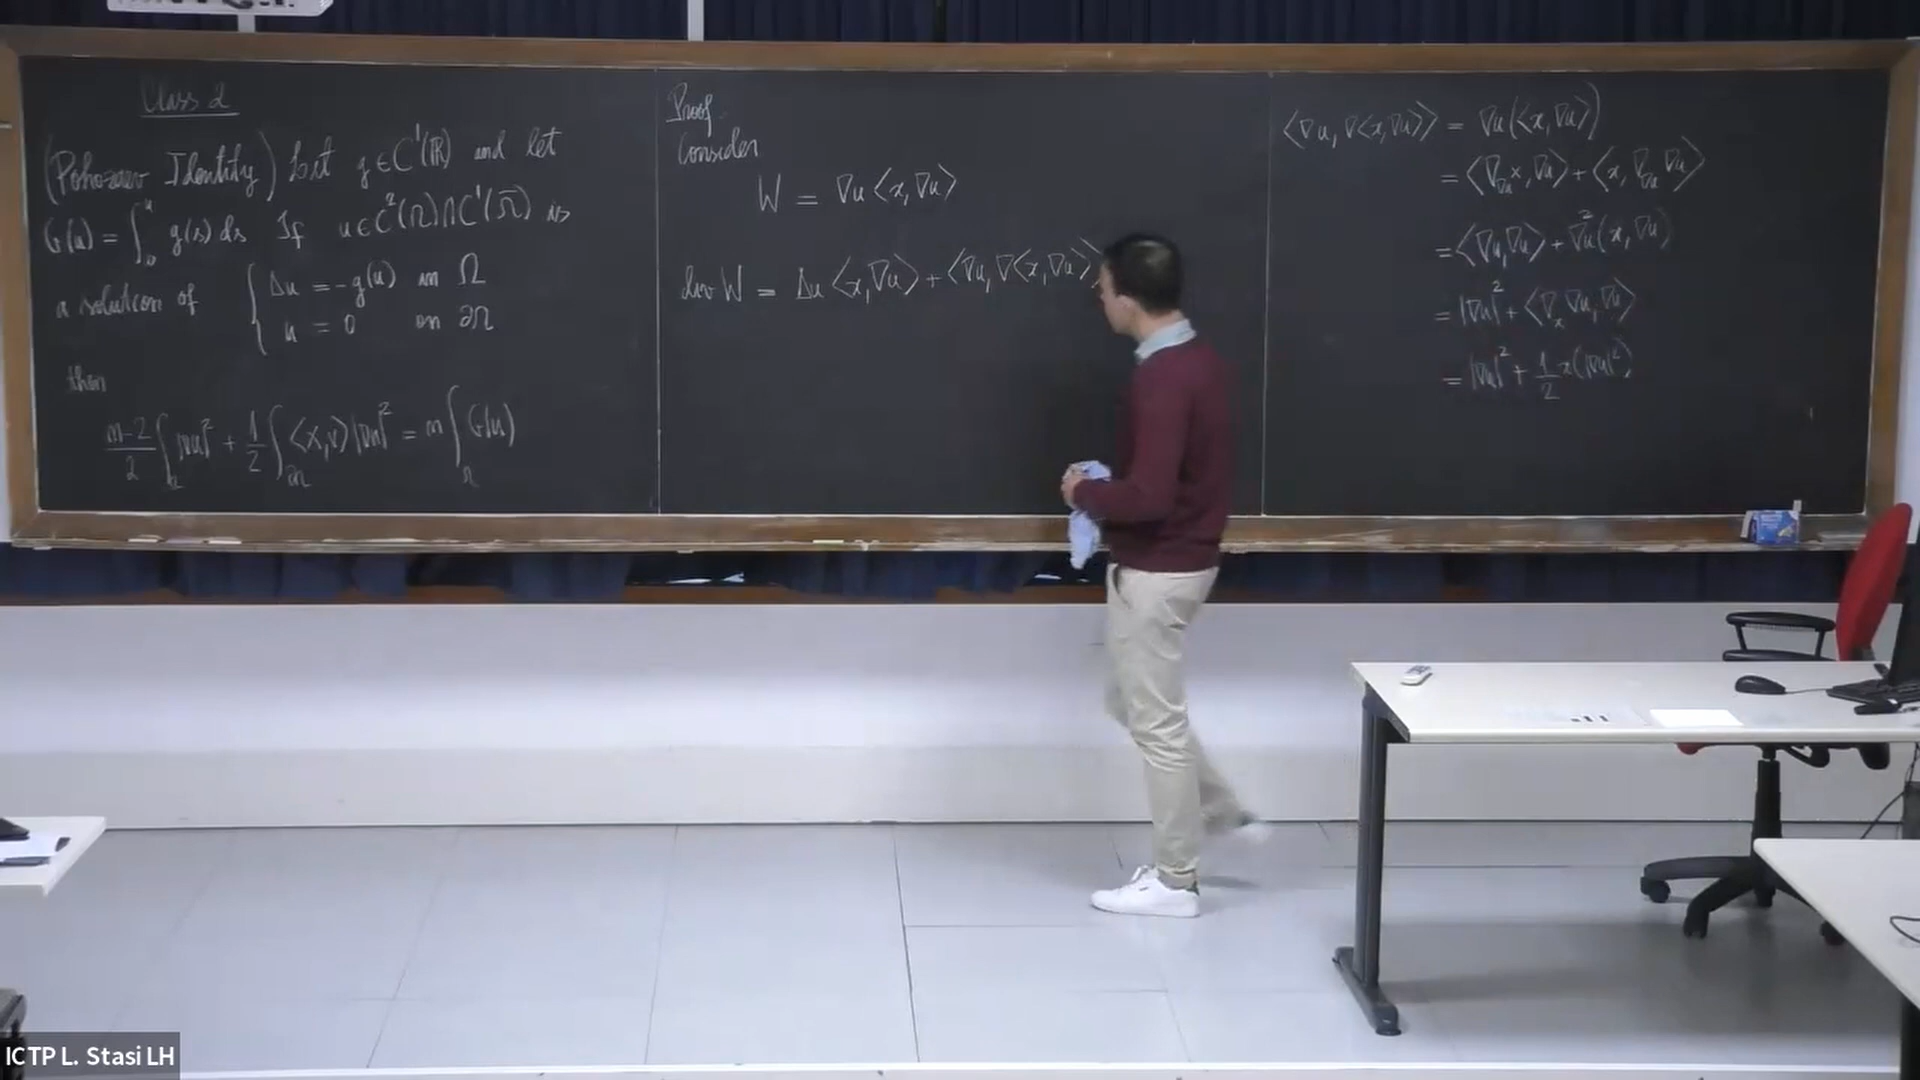 Class 2
(Pohozaev Identity) Let g ∈ C¹(ℝ) and let
G(u) = ∫₀ᵘ g(s) ds If u ∈ C²(Ω) ∩ C¹(Ω̄) is
a solution of { Δu = -g(u) in Ω
u = 0 on ∂Ω
then
n-2/2 ∫_Ω |∇u|² + 1/2 ∫_∂Ω ⟨x,ν⟩ |∇u|² = n ∫_Ω G(u)
Proof.
Consider
W = ∇u ⟨x, ∇u⟩
div W = Δu ⟨x, ∇u⟩ + ⟨∇u, ∇⟨x, ∇u⟩⟩
⟨∇u, ∇⟨x, ∇u⟩⟩ = ∇u(⟨x, ∇u⟩)
= ⟨∇_∇u x, ∇u⟩ + ⟨x, ∇_∇u ∇u⟩
= ⟨∇u, ∇u⟩ + ∇²u(x, ∇u)
= |∇u|² + ⟨∇_x ∇u, ∇u⟩
= |∇u|² + 1/2 x(|∇u|²)
ICTP L. Stasi LH